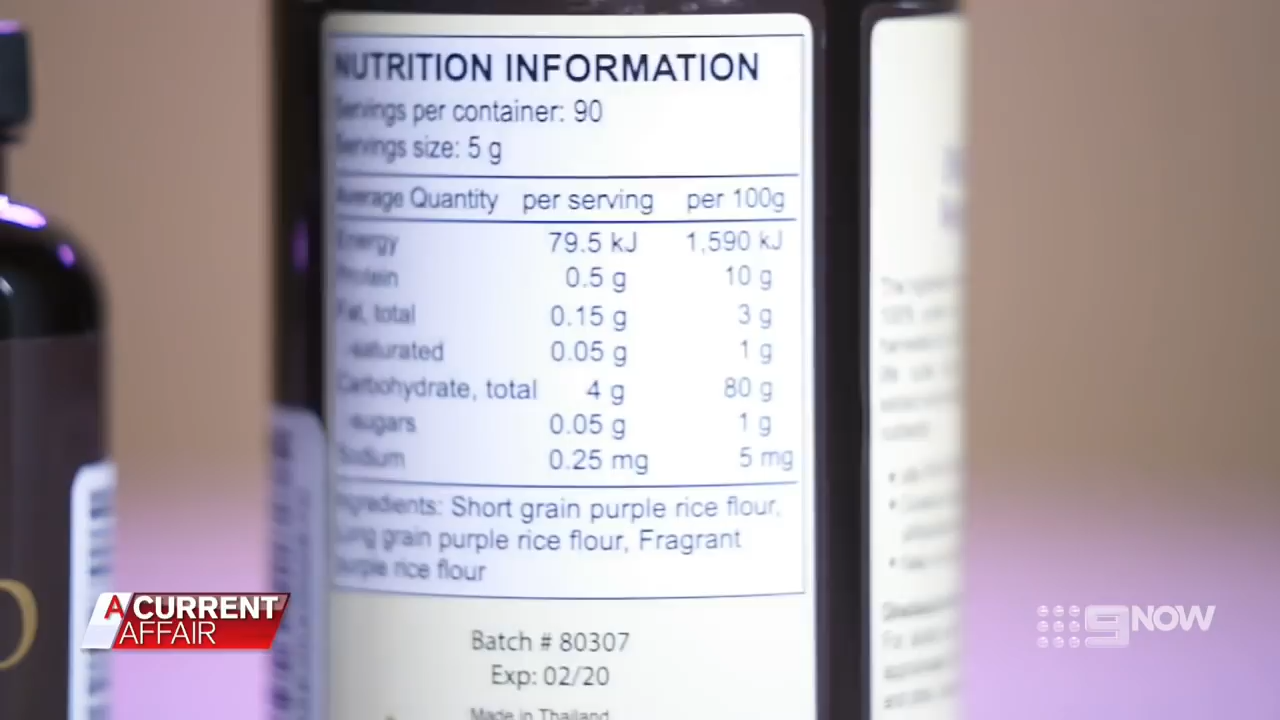 NUTRITION INFORMATION
Servings per container: 90
Servings size: 5 g
Average Quantity per serving per 100g
Energy 79.5 kJ 1,590 kJ
Protein 0.5 g 10 g
Fat, total 0.15 g 3 g
-saturated 0.05 g 1 g
Carbohydrate, total 4 g 80 g
sugars 0.05 g 1 g
Sodium 0.25 mg 5 mg
Ingredients: Short grain purple rice flour,
Long grain purple rice flour, Fragrant
purple rice flour
Batch # 80307
Exp: 02/20
Made in Thailand
A CURRENT
AFFAIR
9NOW